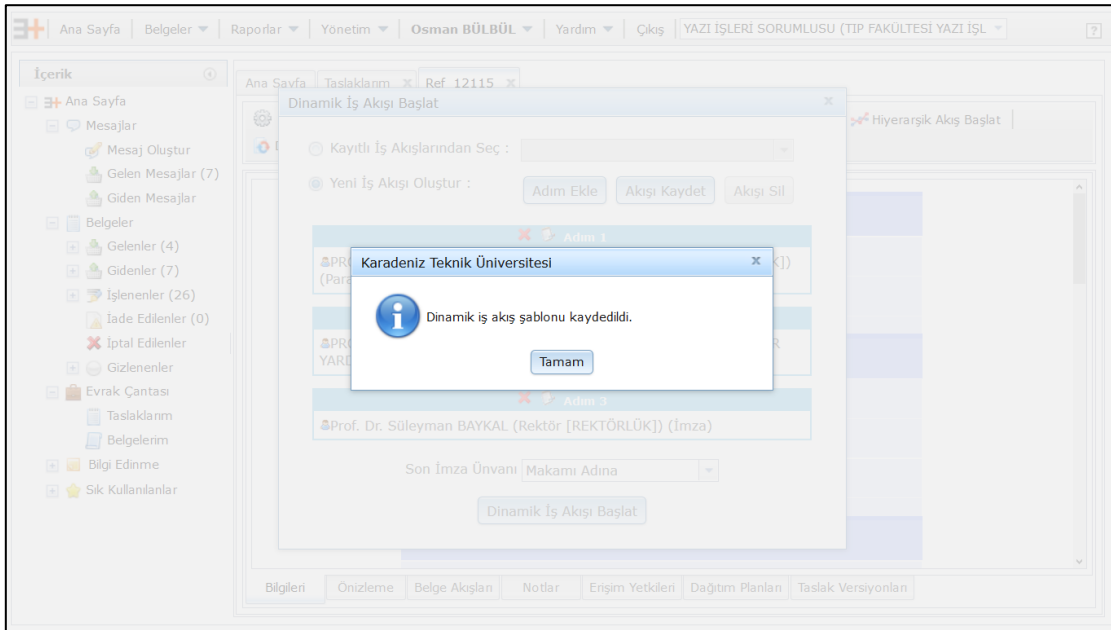 Ana Sayfa Belgeler Raporlar Yönetim Osman BÜLBÜL Yardım Çıkış YAZI İŞLERİ SORUMLUSU (TIP FAKÜLTESİ YAZI İŞL ?
İçerik
Ana Sayfa
Mesajlar
Mesaj Oluştur
Gelen Mesajlar (7)
Giden Mesajlar
Belgeler
Gelenler (4)
Gidenler (7)
İşlenenler (26)
İade Edilenler (0)
İptal Edilenler
Gizlenenler
Evrak Çantası
Taslaklarım
Belgelerim
Bilgi Edinme
Sık Kullanılanlar
Ana Sayfa Taslaklarım x Ref_12115 x
Dinamik İş Akışı Başlat x
Hiyerarşik Akış Başlat
Kayıtlı İş Akışlarından Seç :
Yeni İş Akışı Oluştur : Adım Ekle Akışı Kaydet Akışı Sil
Adım 1
Karadeniz Teknik Üniversitesi x
Dinamik iş akış şablonu kaydedildi.
Tamam
Adım 3
Prof. Dr. Süleyman BAYKAL (Rektör [REKTÖRLÜK]) (İmza)
Son İmza Ünvanı Makamı Adına
Dinamik İş Akışı Başlat
Bilgileri Önizleme Belge Akışları Notlar Erişim Yetkileri Dağıtım Planları Taslak Versiyonları